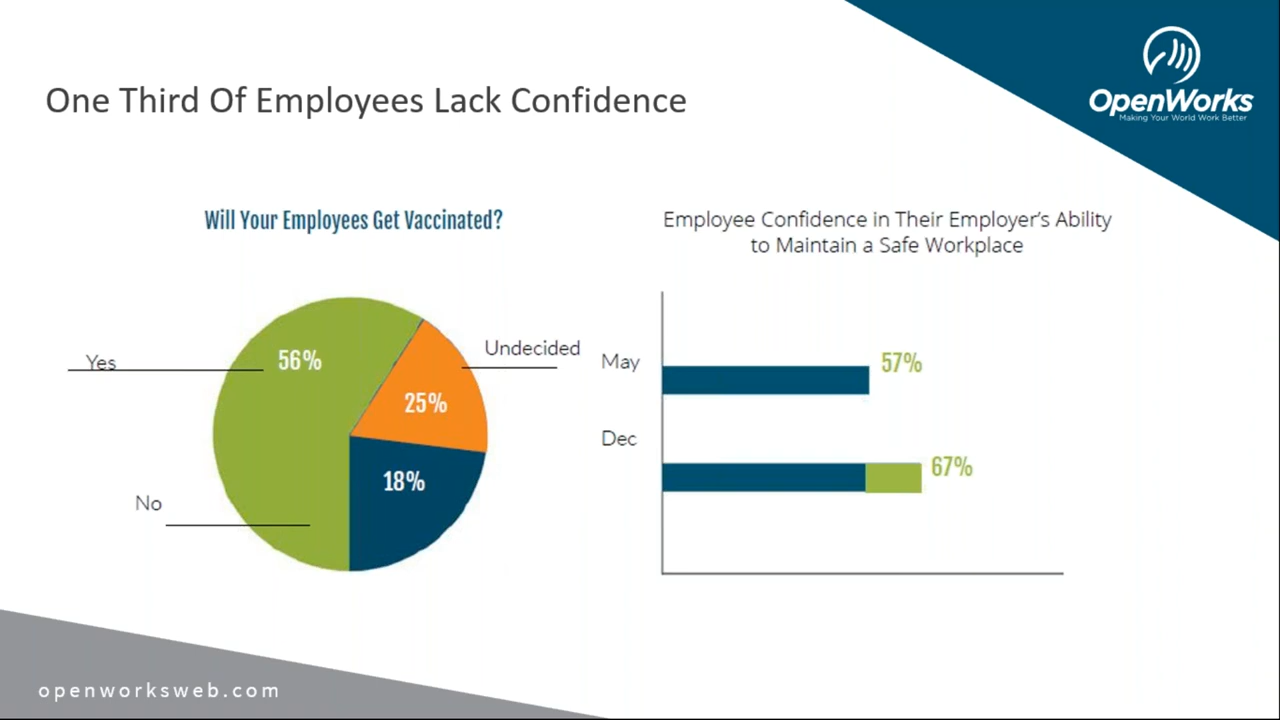 OpenWorks
Making Your World Work Better
One Third Of Employees Lack Confidence
Will Your Employees Get Vaccinated?
Yes
56%
Undecided
25%
18%
No
Employee Confidence in Their Employer's Ability
to Maintain a Safe Workplace
May
57%
Dec
67%
openworksweb.com